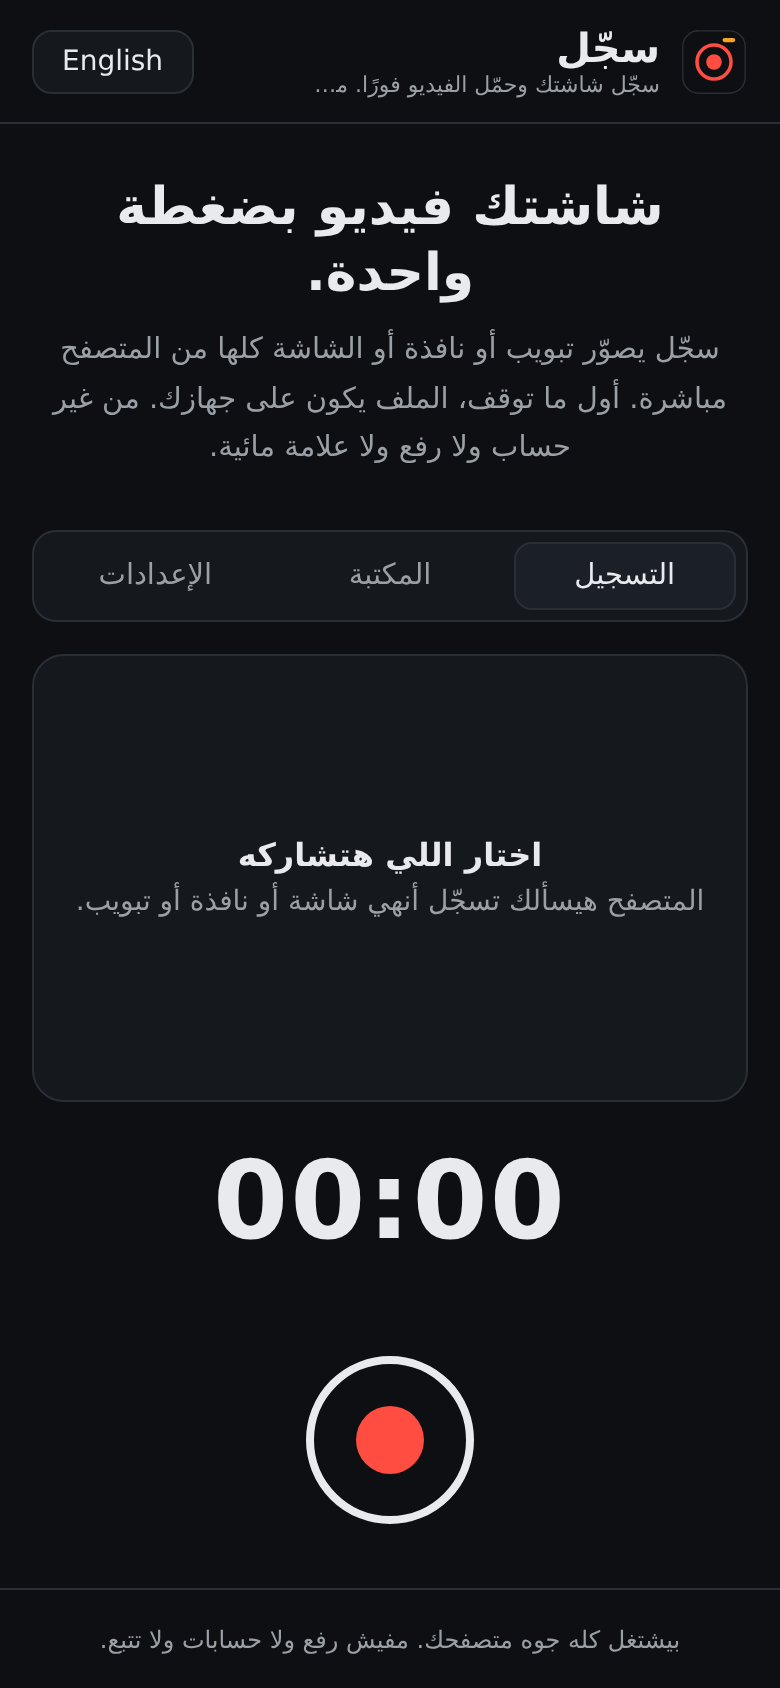 سجّل
سجّل شاشتك وحمّل الفيديو فورًا. مـ...
English
شاشتك فيديو بضغطة
واحدة.
سجّل يصوّر تبويب أو نافذة أو الشاشة كلها من المتصفح
مباشرة. أول ما توقف، الملف يكون على جهازك. من غير
حساب ولا رفع ولا علامة مائية.
التسجيل
المكتبة
الإعدادات
اختار اللي هتشاركه
المتصفح هيسألك تسجّل أنهي شاشة أو نافذة أو تبويب.
00:00
بيشتغل كله جوه متصفحك. مفيش رفع ولا حسابات ولا تتبع.